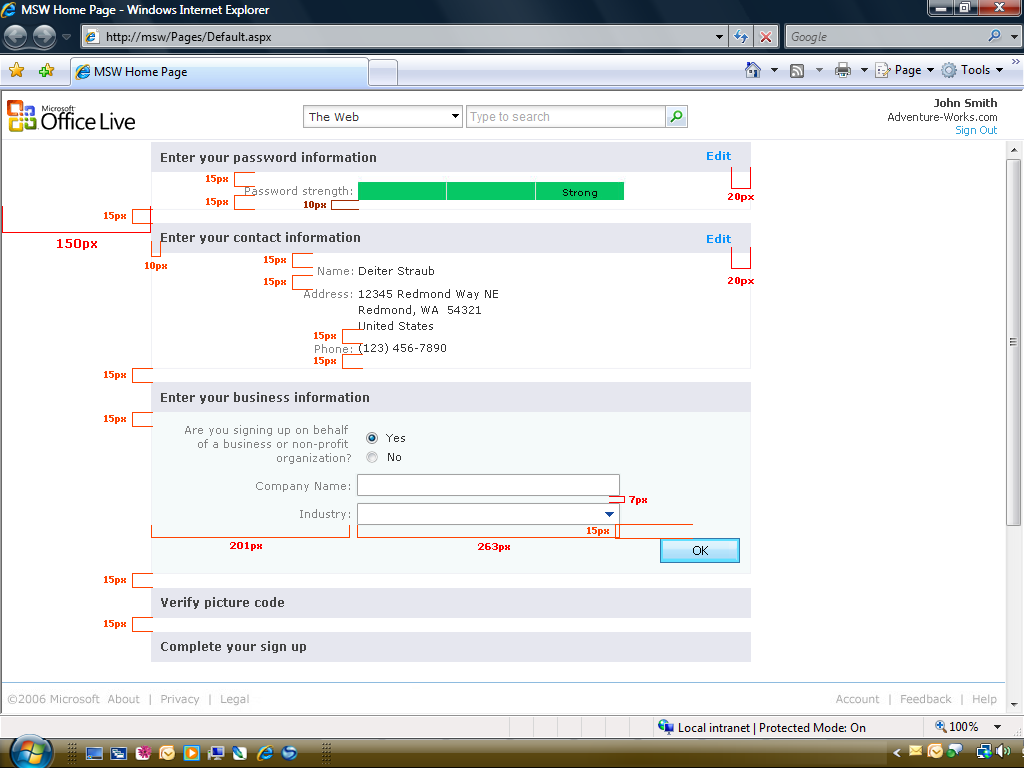 MSW Home Page - Windows Internet Explorer
http://msw/Pages/Default.aspx
Google
MSW Home Page
Page
Tools
Microsoft
Office Live
The Web
Type to search
John Smith
Adventure-Works.com
Sign Out
Enter your password information
Edit
15px
Password strength:
Strong
20px
15px
10px
15px
150px
Enter your contact information
Edit
10px
15px
Name: Deiter Straub
20px
15px
Address: 12345 Redmond Way NE
Redmond, WA 54321
United States
15px
Phone: (123) 456-7890
15px
15px
Enter your business information
15px
Are you signing up on behalf
of a business or non-profit
organization?
Yes
No
Company Name:
7px
Industry:
15px
201px
263px
OK
15px
Verify picture code
15px
Complete your sign up
©2006 Microsoft About | Privacy | Legal
Account | Feedback | Help
Local intranet | Protected Mode: On
100%